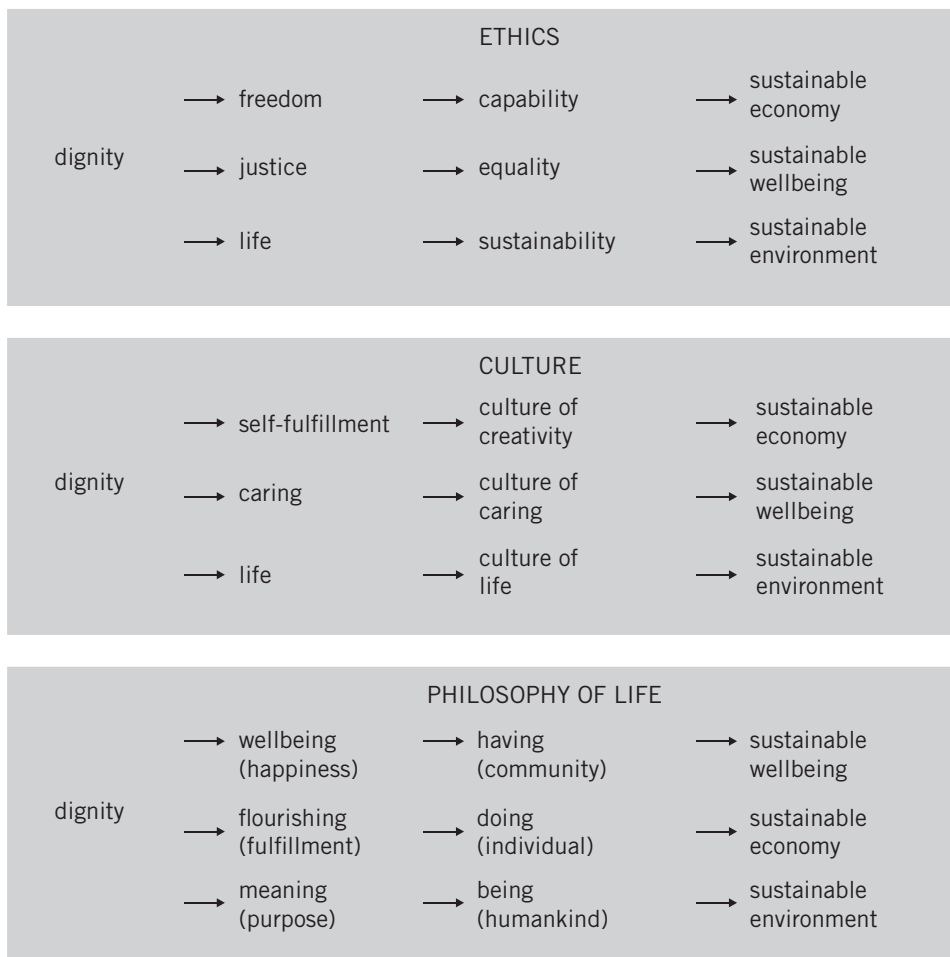 ETHICS
freedom capability sustainable economy
dignity justice equality sustainable wellbeing
life sustainability sustainable environment
CULTURE
self-fulfillment culture of creativity sustainable economy
dignity caring culture of caring sustainable wellbeing
life culture of life sustainable environment
PHILOSOPHY OF LIFE
wellbeing (happiness) having (community) sustainable wellbeing
dignity flourishing (fulfillment) doing (individual) sustainable economy
meaning (purpose) being (humankind) sustainable environment